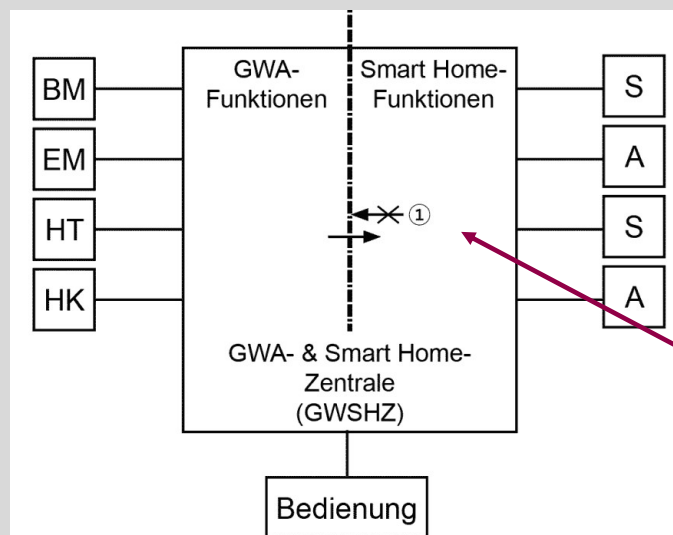 GWA-
Funktionen
Smart Home-
Funktionen
BM
EM
HT
HK
S
A
S
A
①
GWA- & Smart Home-
Zentrale
(GWSHZ)
Bedienung